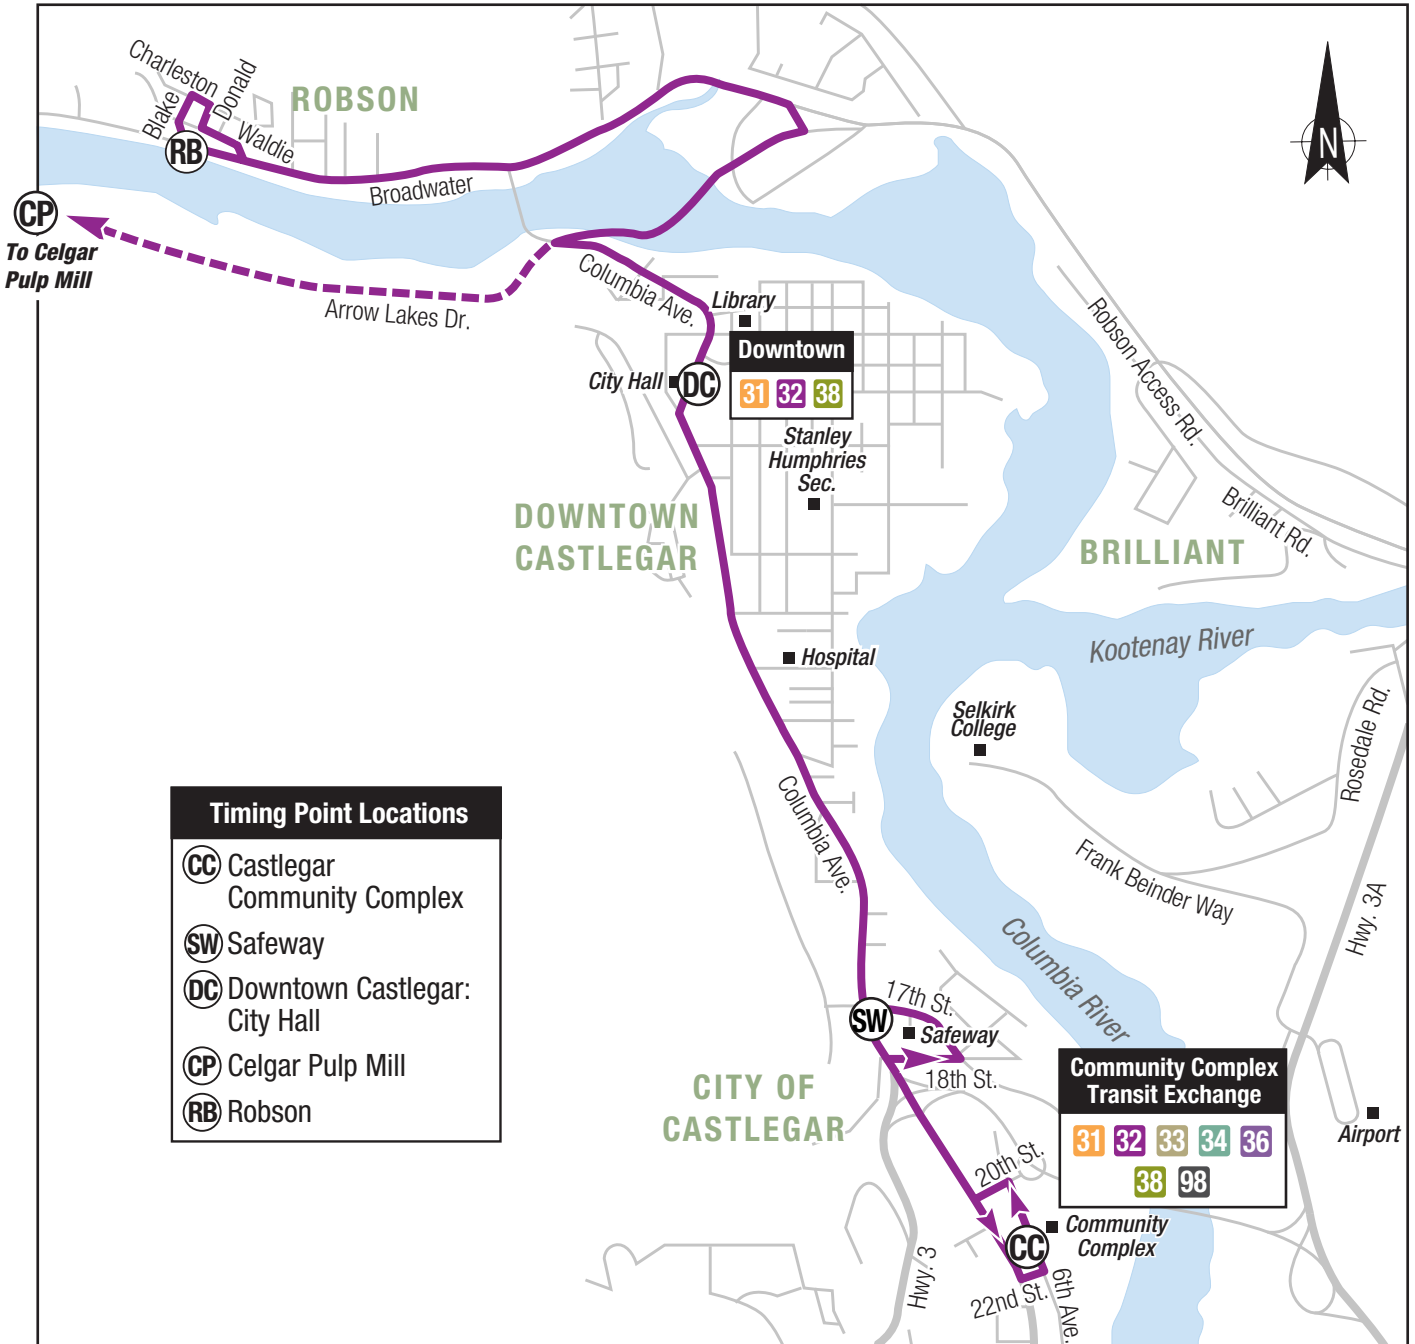 Charleston
Donald
Blake
Waldie
ROBSON
RB
Broadwater
N
CP
To Celgar
Pulp Mill
Arrow Lakes Dr.
Columbia Ave.
Library
City Hall
DC
Downtown
31 32 38
Stanley
Humphries
Sec.
Robson Access Rd.
Brilliant Rd.
BRILLIANT
DOWNTOWN
CASTLEGAR
Kootenay River
Hospital
Selkirk
College
Rosedale Rd.
Columbia Ave.
Frank Beinder Way
Hwy. 3A
Columbia River
Timing Point Locations
CC Castlegar
Community Complex
SW Safeway
DC Downtown Castlegar:
City Hall
CP Celgar Pulp Mill
RB Robson
17th St.
SW
Safeway
18th St.
CITY OF
CASTLEGAR
Community Complex
Transit Exchange
31 32 33 34 36
38 98
Airport
20th St.
Community
Complex
CC
22nd St.
6th Ave.
Hwy. 3